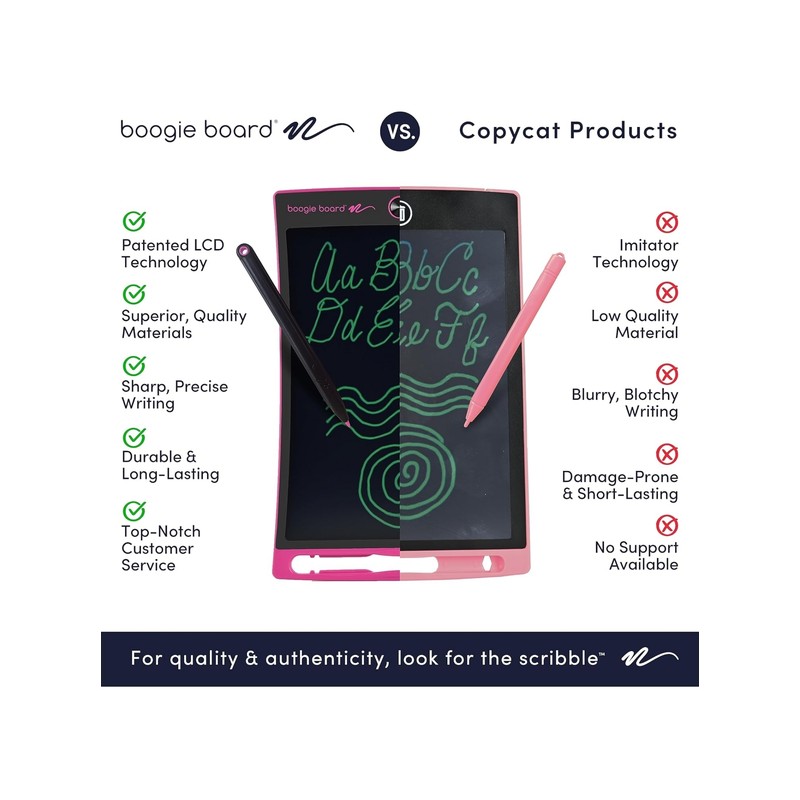 boogie board®
VS.
Copycat Products
Patented LCD
Technology
Superior, Quality
Materials
Sharp, Precise
Writing
Durable &
Long-Lasting
Top-Notch
Customer
Service
boogie board®
Aa Bb Cc
Dd Ee Ff
Imitator
Technology
Low Quality
Material
Blurry, Blotchy
Writing
Damage-Prone
& Short-Lasting
No Support
Available
For quality & authenticity, look for the scribble™